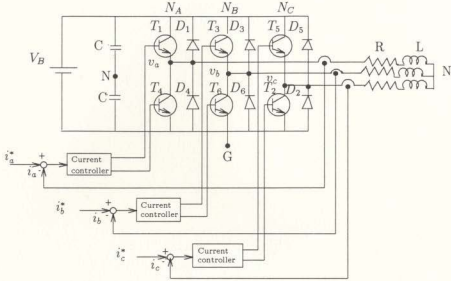 N_A N_B N_C
T_1 D_1 T_3 D_3 T_5 D_5
C
V_B
N
C
v_a
v_b
v_c
R L
N
T_4 D_4 T_6 D_6 T_2 D_2
G
i_a^* + Current controller
i_a -
i_b^* + Current controller
i_b -
i_c^* + Current controller
i_c -